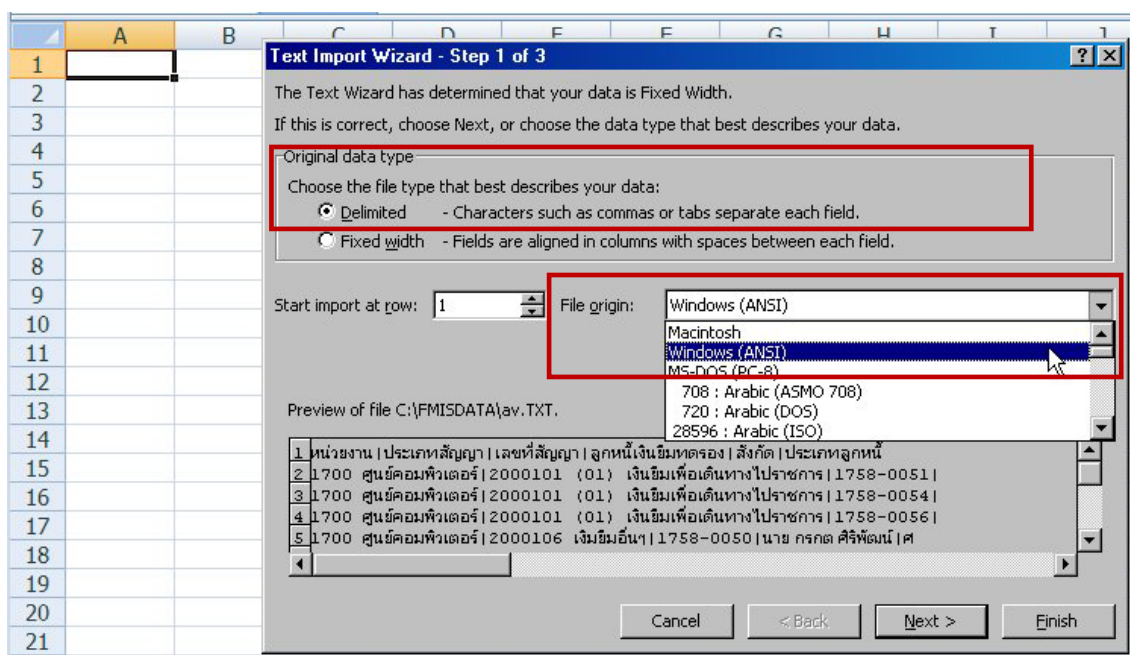 A B C D E F G H I J
Text Import Wizard - Step 1 of 3
1
The Text Wizard has determined that your data is Fixed Width.
2
If this is correct, choose Next, or choose the data type that best describes your data.
3
4
Original data type
5
Choose the file type that best describes your data:
6
Delimited - Characters such as commas or tabs separate each field.
7
Fixed width - Fields are aligned in columns with spaces between each field.
8
9
Start import at row: 1 File origin: Windows (ANSI)
10
Macintosh
11
Windows (ANSI)
12
MS-DOS (PC-8)
708 : Arabic (ASMO 708)
13
Preview of file C:\FMISDATA\av.TXT.
720 : Arabic (DOS)
28596 : Arabic (ISO)
14
1 หน่วยงาน|ประเภทสัญญา|เลขที่สัญญา|ลูกหนี้เงินยืมทดรอง|สังกัด|ประเภทลูกหนี้
15
2 1700 ศูนย์คอมพิวเตอร์|2000101 (01) เงินยืมเพื่อเดินทางไปราชการ|1758-0051|
16
3 1700 ศูนย์คอมพิวเตอร์|2000101 (01) เงินยืมเพื่อเดินทางไปราชการ|1758-0054|
4 1700 ศูนย์คอมพิวเตอร์|2000101 (01) เงินยืมเพื่อเดินทางไปราชการ|1758-0056|
17
5 1700 ศูนย์คอมพิวเตอร์|2000106 เงินยืมอื่นๆ|1758-0050|นาย กรกต ศิริพัฒน์|ศ
18
19
20
Cancel < Back Next > Finish
21